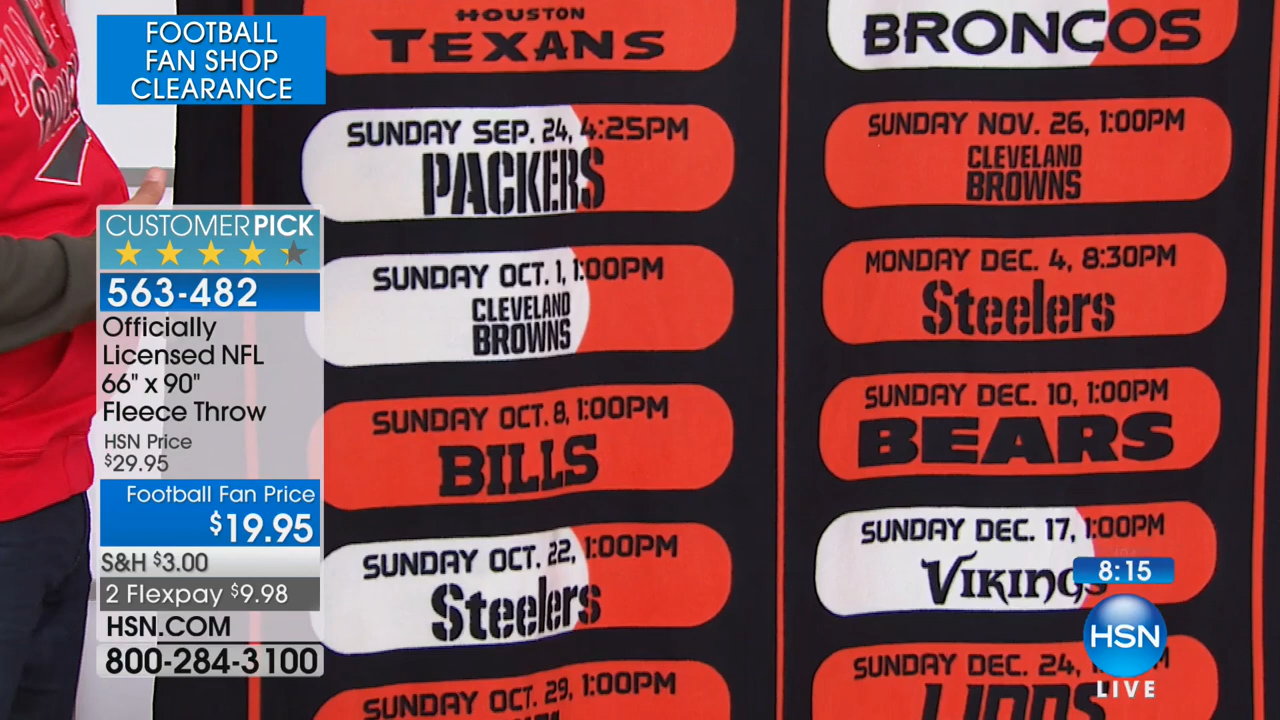 FOOTBALL
FAN SHOP
CLEARANCE
CUSTOMER PICK
563-482
Officially
Licensed NFL
66" x 90"
Fleece Throw
HSN Price
$29.95
Football Fan Price
$19.95
S&H $3.00
2 Flexpay $9.98
HSN.COM
800-284-3100
HOUSTON
TEXANS
SUNDAY SEP. 24, 4:25PM
PACKERS
SUNDAY OCT. 1, 1:00PM
CLEVELAND
BROWNS
SUNDAY OCT. 8, 1:00PM
BILLS
SUNDAY OCT. 22, 1:00PM
Steelers
SUNDAY OCT. 29, 1:00PM
BRONCOS
SUNDAY NOV. 26, 1:00PM
CLEVELAND
BROWNS
MONDAY DEC. 4, 8:30PM
Steelers
SUNDAY DEC. 10, 1:00PM
BEARS
SUNDAY DEC. 17, 1:00PM
VIKINGS
SUNDAY DEC. 24,
LIONS
8:15
HSN
LIVE